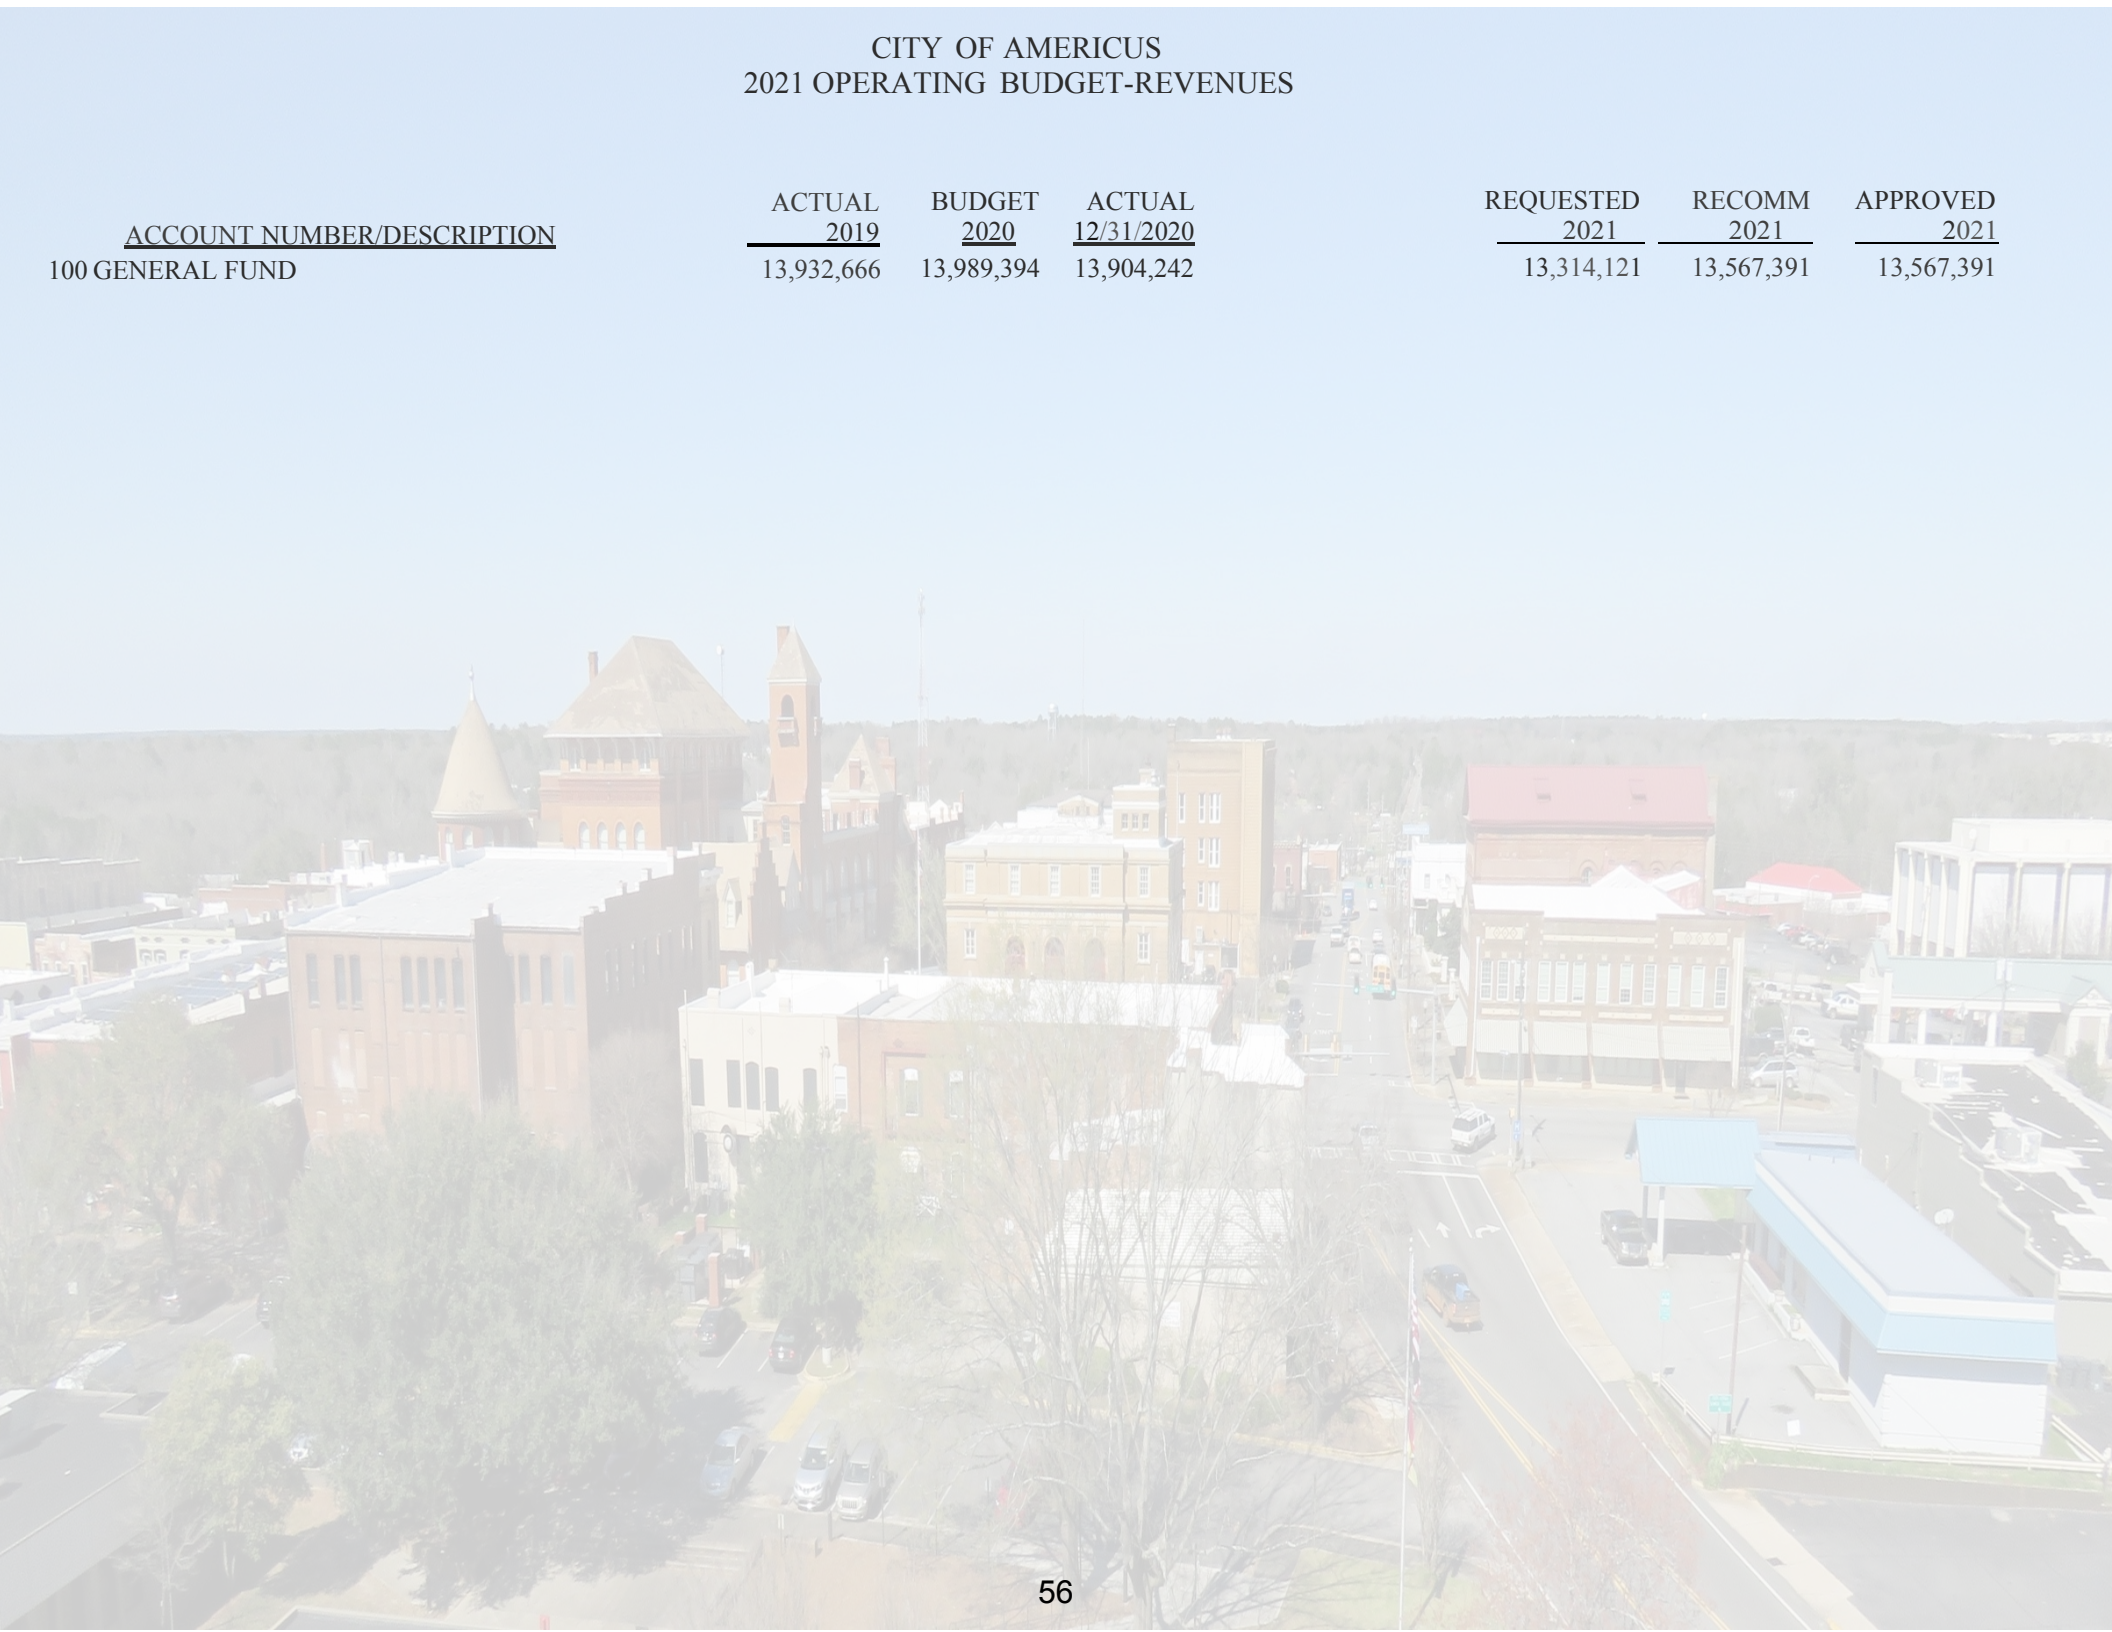 CITY OF AMERICUS
2021 OPERATING BUDGET-REVENUES
ACTUAL BUDGET ACTUAL REQUESTED RECOMM APPROVED
ACCOUNT NUMBER/DESCRIPTION 2019 2020 12/31/2020 2021 2021 2021
100 GENERAL FUND 13,932,666 13,989,394 13,904,242 13,314,121 13,567,391 13,567,391
56